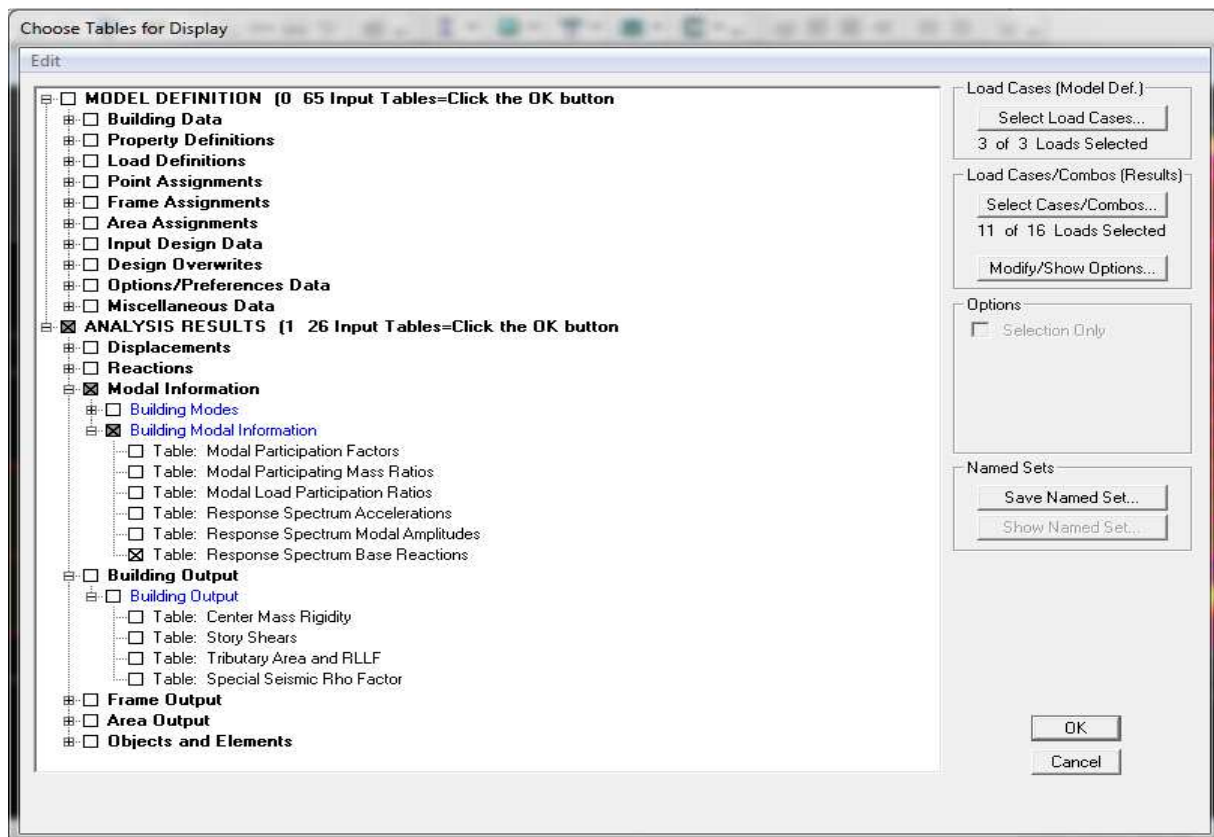 Choose Tables for Display
Edit
MODEL DEFINITION (0 65 Input Tables=Click the OK button
Building Data
Property Definitions
Load Definitions
Point Assignments
Frame Assignments
Area Assignments
Input Design Data
Design Overwrites
Options/Preferences Data
Miscellaneous Data
ANALYSIS RESULTS (1 26 Input Tables=Click the OK button
Displacements
Reactions
Modal Information
Building Modes
Building Modal Information
Table: Modal Participation Factors
Table: Modal Participating Mass Ratios
Table: Modal Load Participation Ratios
Table: Response Spectrum Accelerations
Table: Response Spectrum Modal Amplitudes
Table: Response Spectrum Base Reactions
Building Output
Building Output
Table: Center Mass Rigidity
Table: Story Shears
Table: Tributary Area and RLLF
Table: Special Seismic Rho Factor
Frame Output
Area Output
Objects and Elements
Load Cases (Model Def.)
Select Load Cases...
3 of 3 Loads Selected
Load Cases/Combos (Results)
Select Cases/Combos...
11 of 16 Loads Selected
Modify/Show Options...
Options
Selection Only
Named Sets
Save Named Set...
Show Named Set...
OK
Cancel